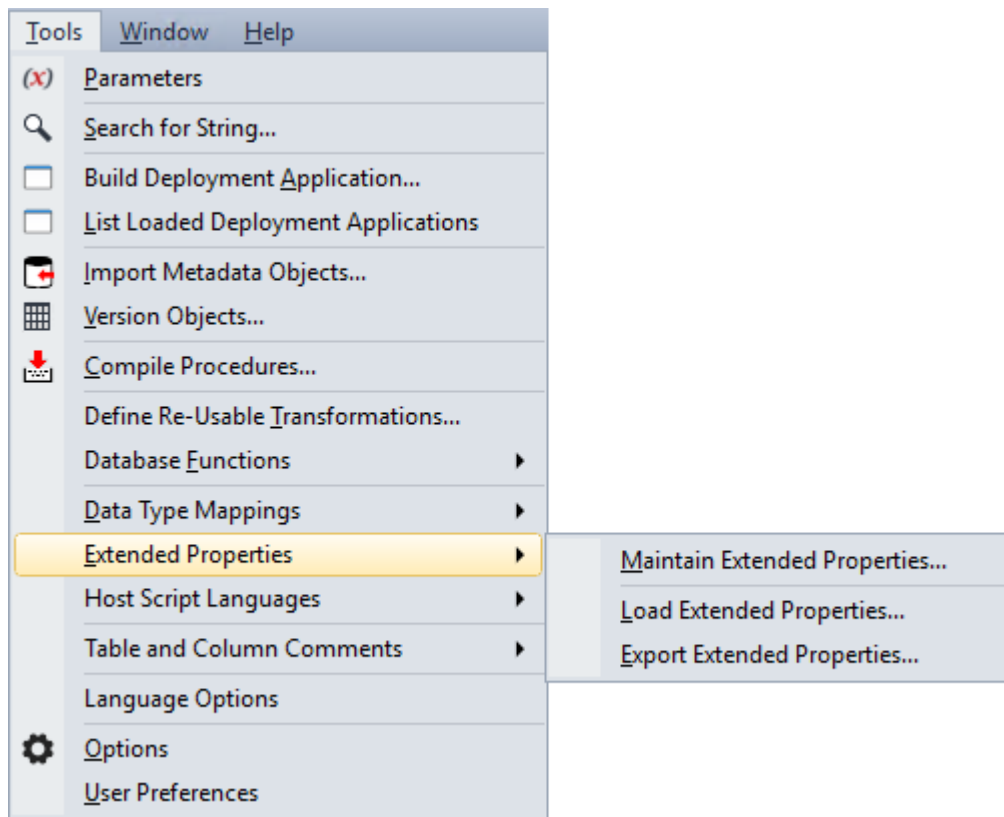 Tools Window Help
(x) Parameters
Search for String...
Build Deployment Application...
List Loaded Deployment Applications
Import Metadata Objects...
Version Objects...
Compile Procedures...
Define Re-Usable Transformations...
Database Functions
Data Type Mappings
Extended Properties
Host Script Languages
Table and Column Comments
Language Options
Options
User Preferences
Maintain Extended Properties...
Load Extended Properties...
Export Extended Properties...